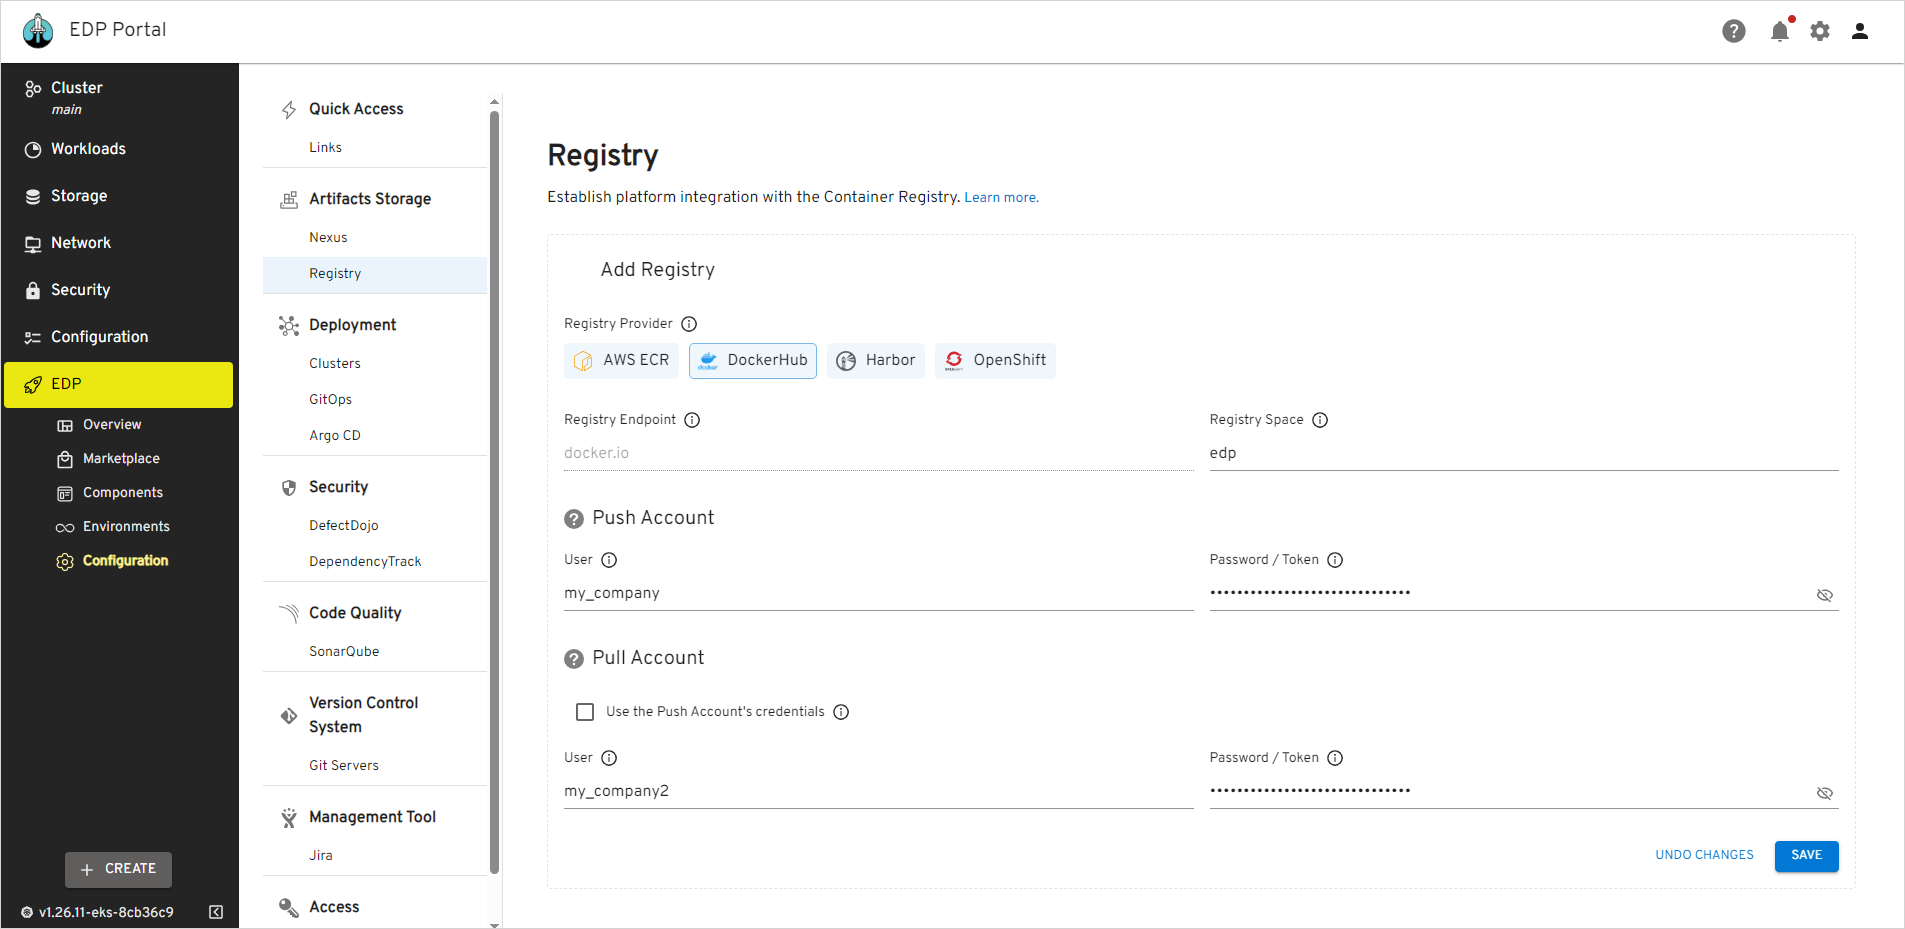 EDP Portal
Cluster
main
Workloads
Storage
Network
Security
Configuration
EDP
Overview
Marketplace
Components
Environments
Configuration
CREATE
v1.26.11-eks-8cb36c9
Quick Access
Links
Artifacts Storage
Nexus
Registry
Deployment
Clusters
GitOps
Argo CD
Security
DefectDojo
DependencyTrack
Code Quality
SonarQube
Version Control
System
Git Servers
Management Tool
Jira
Access
Registry
Establish platform integration with the Container Registry. Learn more.
Add Registry
Registry Provider
AWS ECR
docker
DockerHub
Harbor
OpenShift
Registry Endpoint
docker.io
Registry Space
edp
Push Account
User
my_company
Password / Token
•••••••••••••••••••••••••••••
Pull Account
Use the Push Account's credentials
User
my_company2
Password / Token
•••••••••••••••••••••••••••••
UNDO CHANGES
SAVE